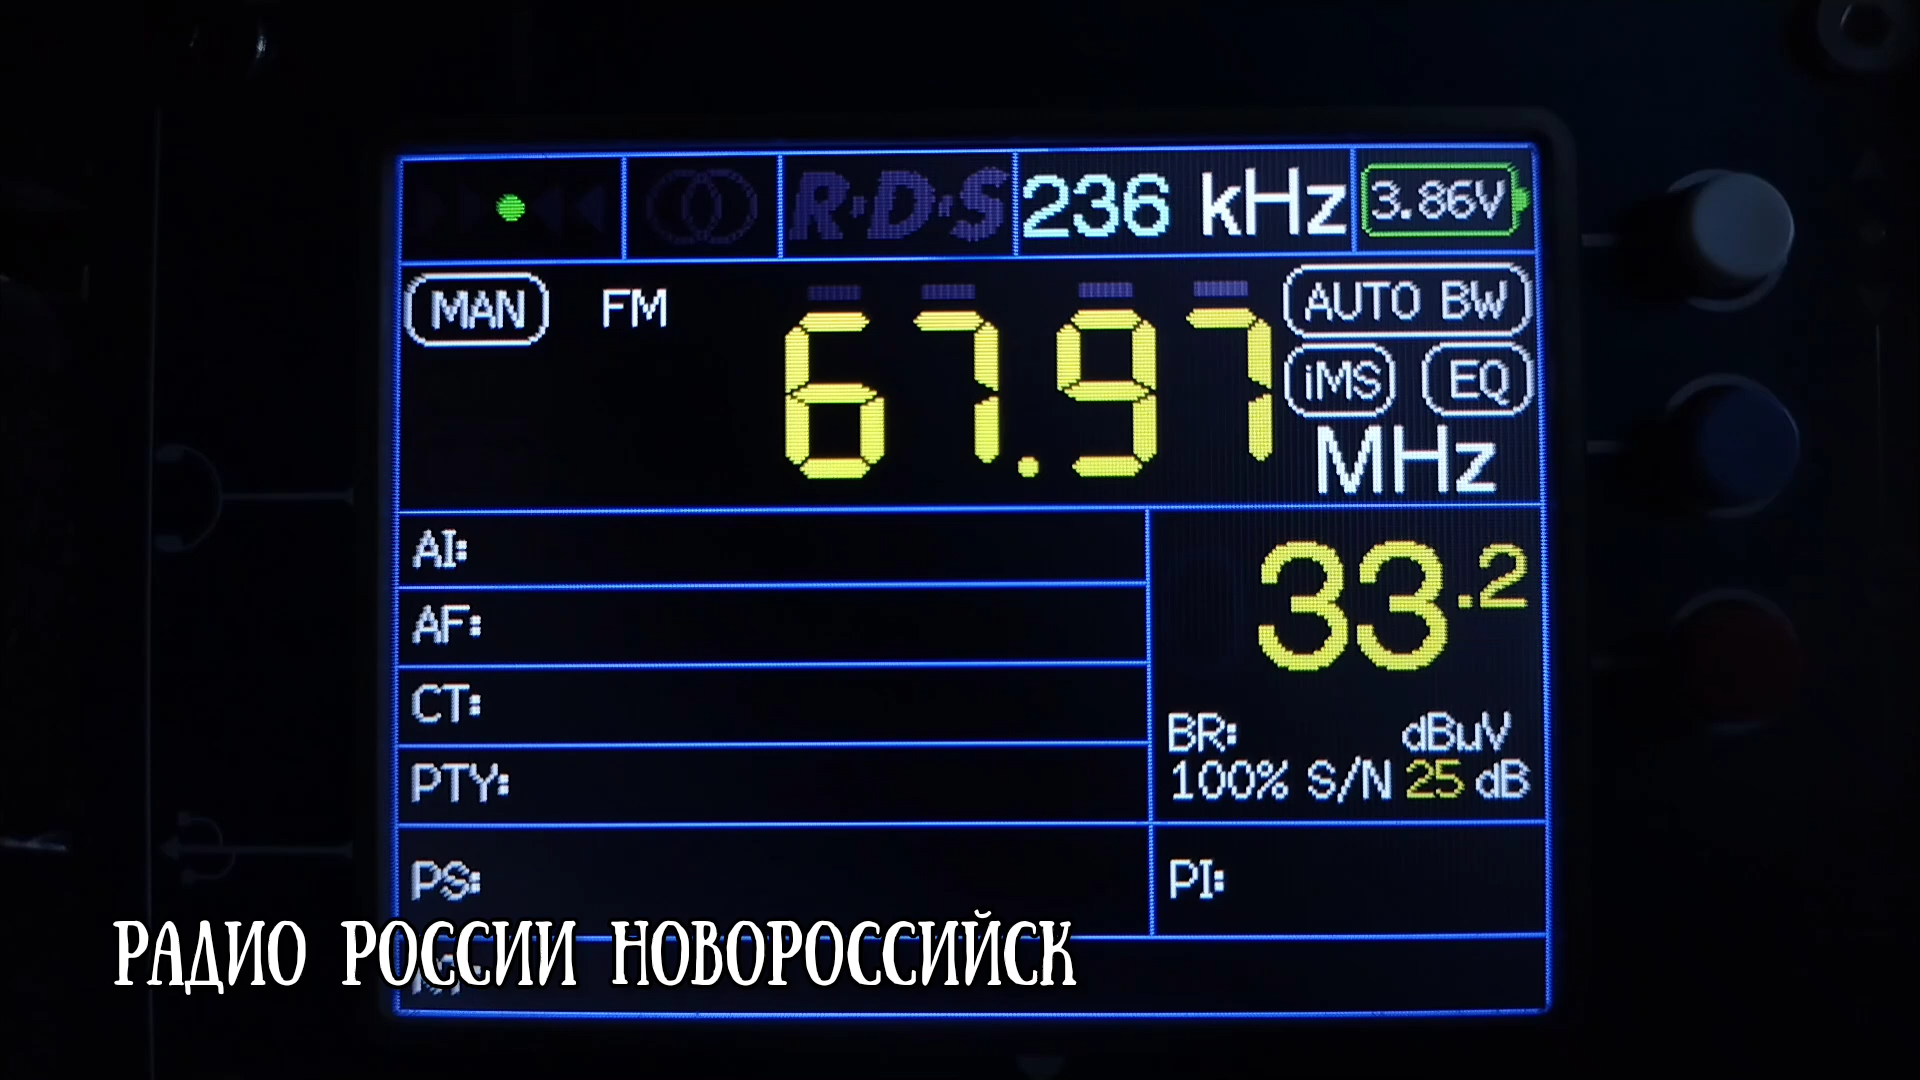 R·D·S 236 kHz 3.86V
MAN FM 67.97 AUTO BW
iMS EQ
MHz
AI:
33.2
AF:
CT:
BR: dBµV
PTY:
100% S/N 25 dB
PS:
PI:
РАДИО РОССИИ НОВОРОССИЙСК